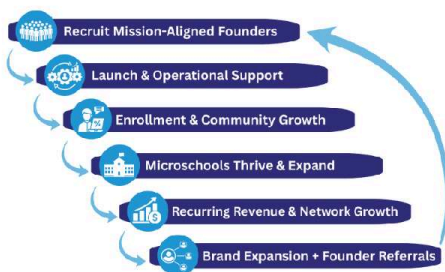 Recruit Mission-Aligned Founders
Launch & Operational Support
Enrollment & Community Growth
Microschools Thrive & Expand
Recurring Revenue & Network Growth
Brand Expansion + Founder Referrals